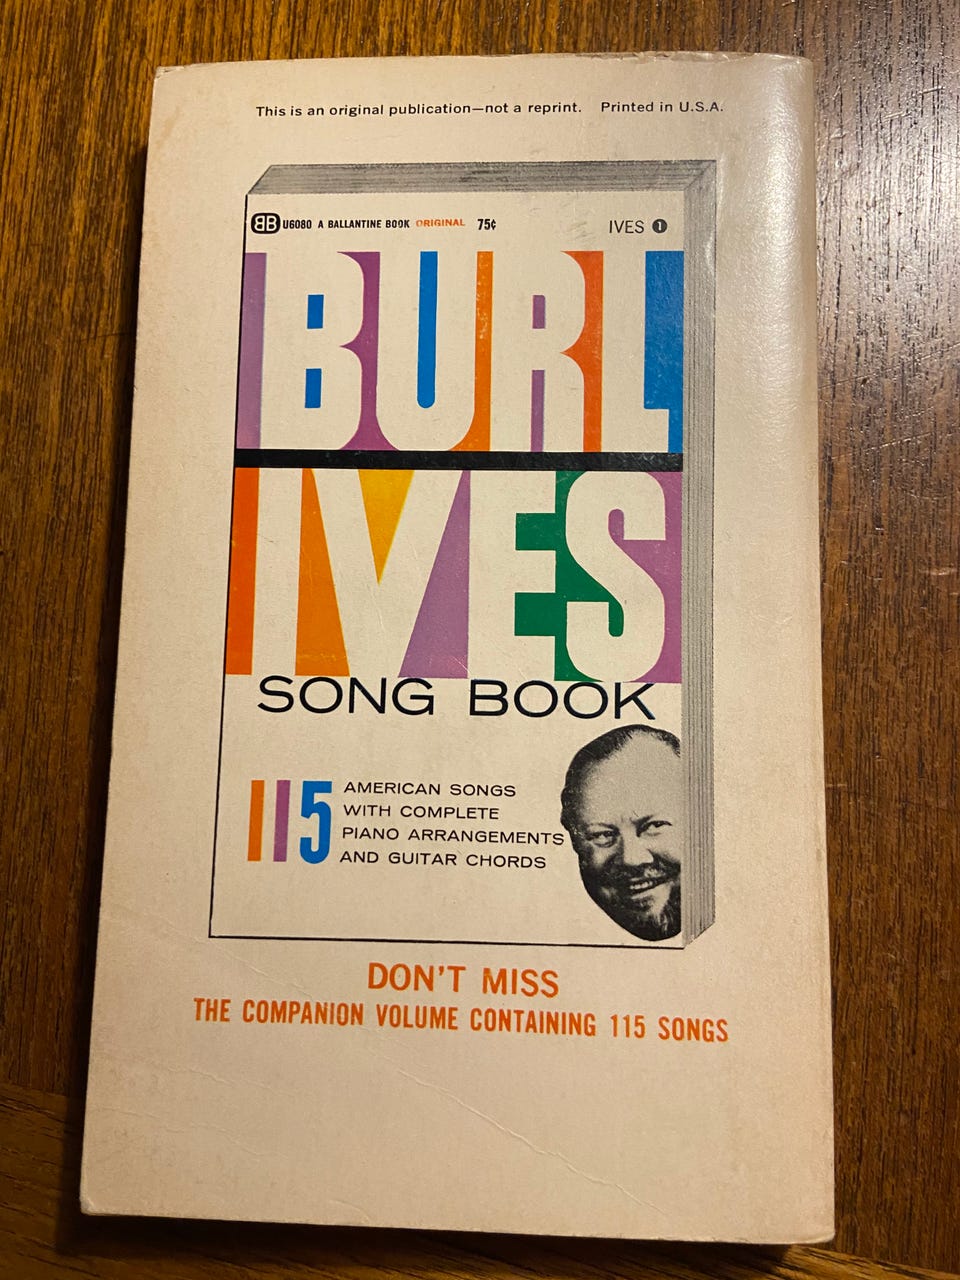 This is an original publication—not a reprint. Printed in U.S.A.
BB U6080 A BALLANTINE BOOK ORIGINAL 75¢ IVES 1
BURL
IVES
SONG BOOK
115 AMERICAN SONGS
WITH COMPLETE
PIANO ARRANGEMENTS
AND GUITAR CHORDS
DON'T MISS
THE COMPANION VOLUME CONTAINING 115 SONGS